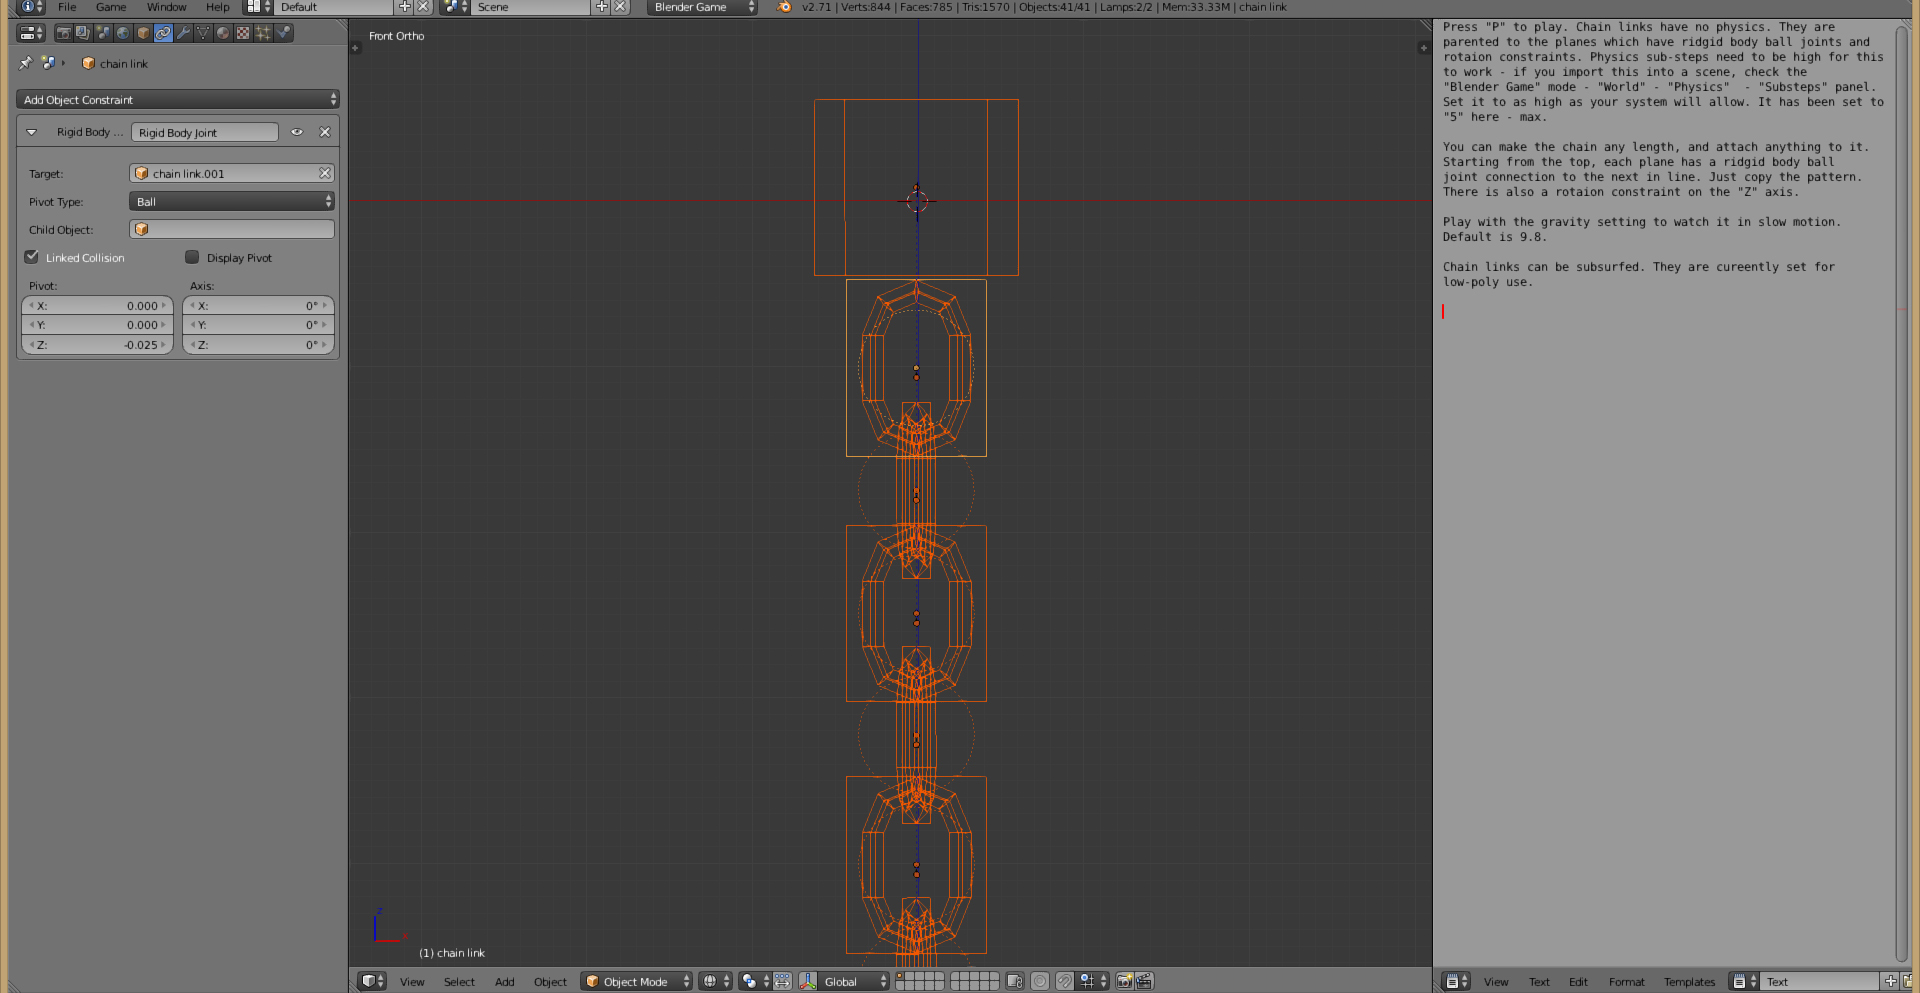 File Game Window Help Default Scene Blender Game v2.71 | Verts:844 | Faces:785 | Tris:1570 | Objects:41/41 | Lamps:2/2 | Mem:33.33M | chain link
chain link
Add Object Constraint
Rigid Body ... Rigid Body Joint
Target: chain link.001
Pivot Type: Ball
Child Object:
Linked Collision Display Pivot
Pivot: Axis:
X: 0.000 X: 0°
Y: 0.000 Y: 0°
Z: -0.025 Z: 0°
Front Ortho
z
x
(1) chain link
View Select Add Object Object Mode Global
Press "P" to play. Chain links have no physics. They are
parented to the planes which have ridgid body ball joints and
rotaion constraints. Physics sub-steps need to be high for this
to work - if you import this into a scene, check the
"Blender Game" mode - "World" - "Physics"  - "Substeps" panel.
Set it to as high as your system will allow. It has been set to
"5" here - max.
You can make the chain any length, and attach anything to it.
Starting from the top, each plane has a ridgid body ball
joint connection to the next in line. Just copy the pattern.
There is also a rotaion constraint on the "Z" axis.
Play with the gravity setting to watch it in slow motion.
Default is 9.8.
Chain links can be subsurfed. They are cureently set for
low-poly use.
View Text Edit Format Templates Text